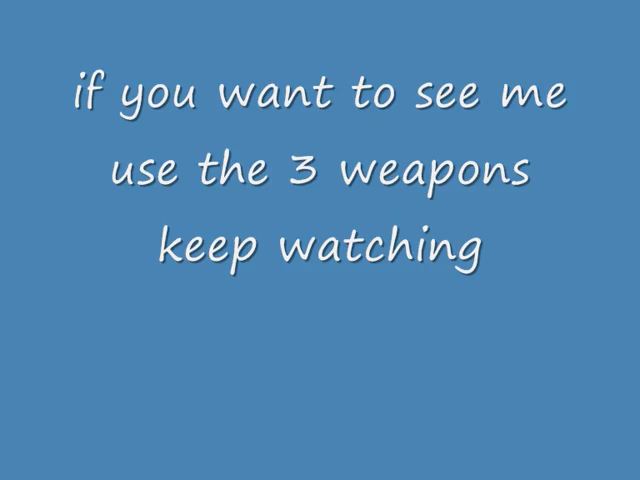 if you want to see me
use the 3 weapons
keep watching